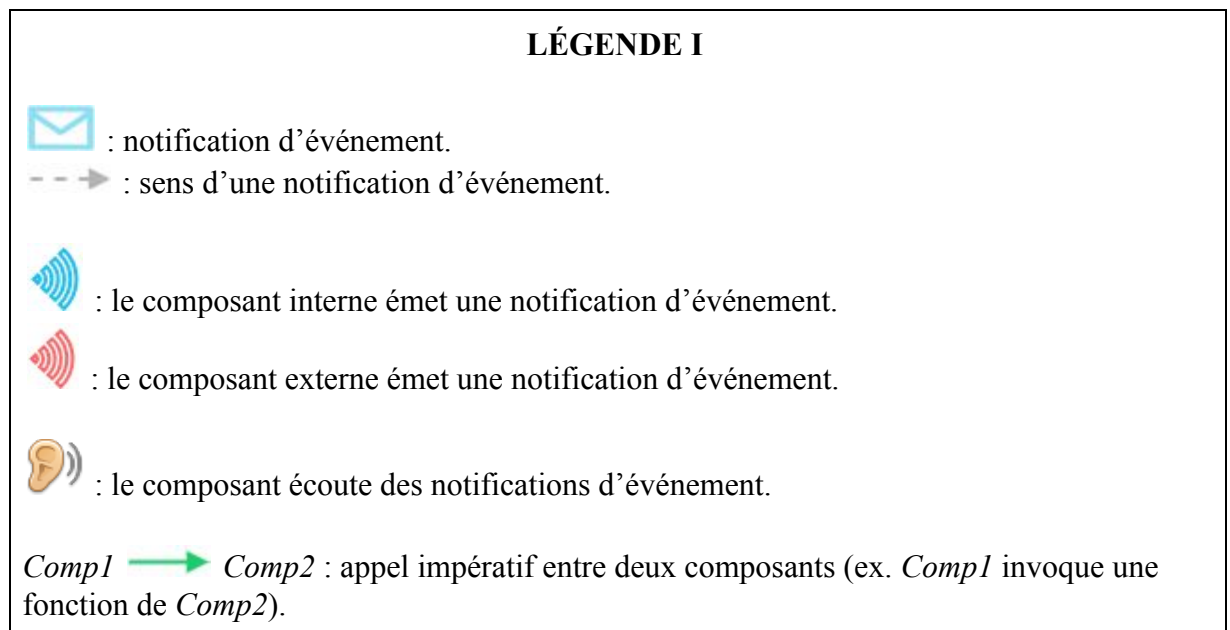 LÉGENDE I
: notification d’événement.
: sens d’une notification d’événement.
: le composant interne émet une notification d’événement.
: le composant externe émet une notification d’événement.
: le composant écoute des notifications d’événement.
Comp1 Comp2 : appel impératif entre deux composants (ex. Comp1 invoque une
fonction de Comp2).